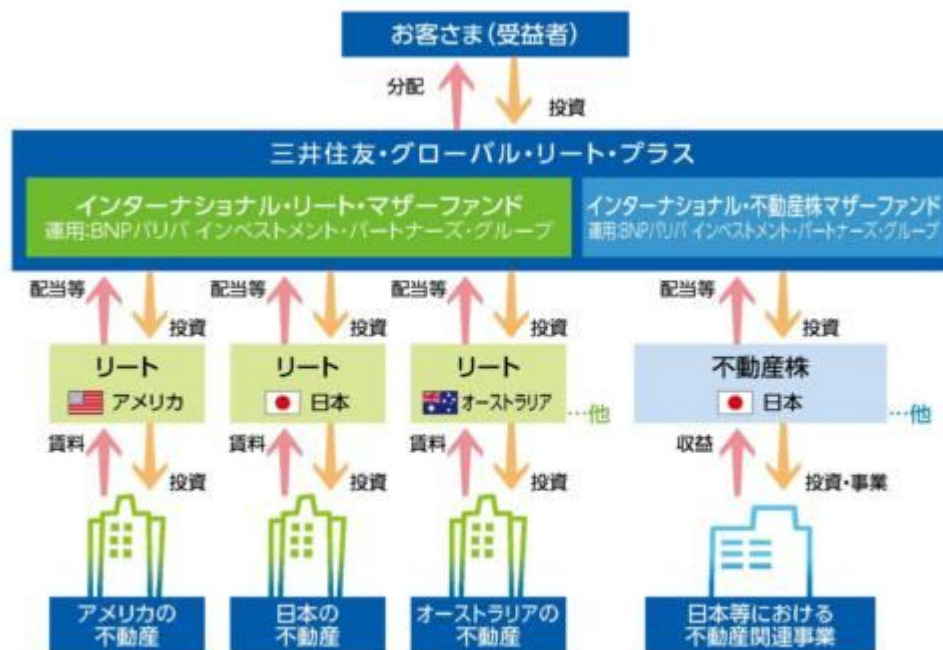 お客さま(受益者)
分配
投資
三井住友・グローバル・リート・プラス
インターナショナル・リート・マザーファンド
運用:BNPパリバ インベストメント・パートナーズ・グループ
インターナショナル・不動産株マザーファンド
運用:BNPパリバ インベストメント・パートナーズ・グループ
配当等
投資
配当等
投資
配当等
投資
配当等
投資
リート
アメリカ
リート
日本
リート
オーストラリア
…他
不動産株
日本
…他
賃料
投資
賃料
投資
賃料
投資
収益
投資・事業
アメリカの
不動産
日本の
不動産
オーストラリアの
不動産
日本等における
不動産関連事業